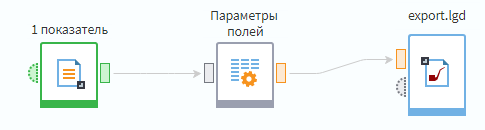 1 показатель
Параметры
полей
export.lgd